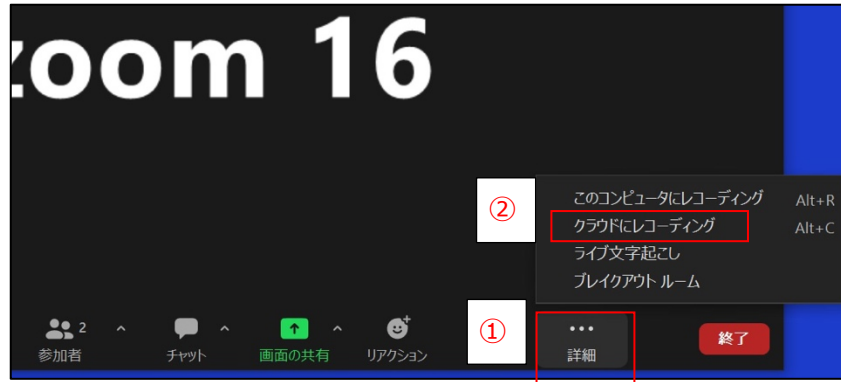 zoom 16
②
このコンピュータにレコーディング Alt+R
クラウドにレコーディング Alt+C
ライブ文字起こし
ブレイクアウト ルーム
①
2
参加者 チャット 画面の共有 リアクション 詳細 終了